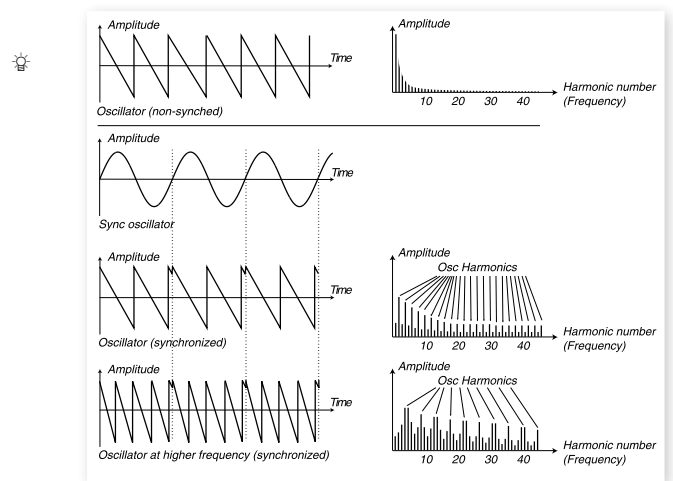 Amplitude
Time
Oscillator (non-synched)
Amplitude
10 20 30 40
Harmonic number
(Frequency)
Amplitude
Time
Sync oscillator
Amplitude
Time
Oscillator (synchronized)
Amplitude
Osc Harmonics
10 20 30 40
Harmonic number
(Frequency)
Amplitude
Time
Oscillator at higher frequency (synchronized)
Amplitude
Osc Harmonics
10 20 30 40
Harmonic number
(Frequency)